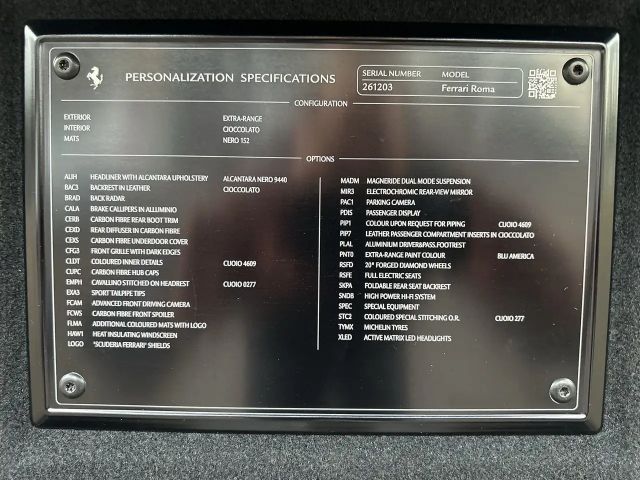 PERSONALIZATION SPECIFICATIONS
SERIAL NUMBER MODEL
261203 Ferrari Roma
CONFIGURATION
EXTERIOR EXTRA-RANGE
INTERIOR CIOCCOLATO
MATS NERO 152
OPTIONS
ALIH HEADLINER WITH ALCANTARA UPHOLSTERY ALCANTARA NERO 9440
BAC3 BACKREST IN LEATHER CIOCCOLATO
BRAD BACK RADAR
CALA BRAKE CALLIPERS IN ALLUMINIO
CERB CARBON FIBRE REAR BOOT TRIM
CEXD REAR DIFFUSER IN CARBON FIBRE
CEXS CARBON FIBRE UNDERDOOR COVER
CFG3 FRONT GRILLE WITH DARK EDGES
CLDT COLOURED INNER DETAILS CUOIO 4609
CUPC CARBON FIBRE HUB CAPS
EMPH CAVALLINO STITCHED ON HEADREST CUOIO 0277
EXA3 SPORT TAILPIPE TIPS
FCAM ADVANCED FRONT DRIVING CAMERA
FCWS CARBON FIBRE FRONT SPOILER
FLMA ADDITIONAL COLOURED MATS WITH LOGO
HAW1 HEAT INSULATING WINDSCREEN
LOGO "SCUDERIA FERRARI" SHIELDS
MADM MAGNERIDE DUAL MODE SUSPENSION
MIR3 ELECTROCHROMIC REAR-VIEW MIRROR
PAC1 PARKING CAMERA
PDIS PASSENGER DISPLAY
PIP1 COLOUR UPON REQUEST FOR PIPING CUOIO 4609
PIP7 LEATHER PASSENGER COMPARTMENT INSERTS IN CIOCCOLATO
PLAL ALUMINIUM DRIVER&PASS.FOOTREST
PNT0 EXTRA-RANGE PAINT COLOUR BLU AMERICA
RSFD 20" FORGED DIAMOND WHEELS
RSFE FULL ELECTRIC SEATS
SKPA FOLDABLE REAR SEAT BACKREST
SNDB HIGH POWER HI-FI SYSTEM
SPEC SPECIAL EQUIPMENT
STC2 COLOURED SPECIAL STITCHING O.R. CUOIO 277
TYMX MICHELIN TYRES
XLED ACTIVE MATRIX LED HEADLIGHTS